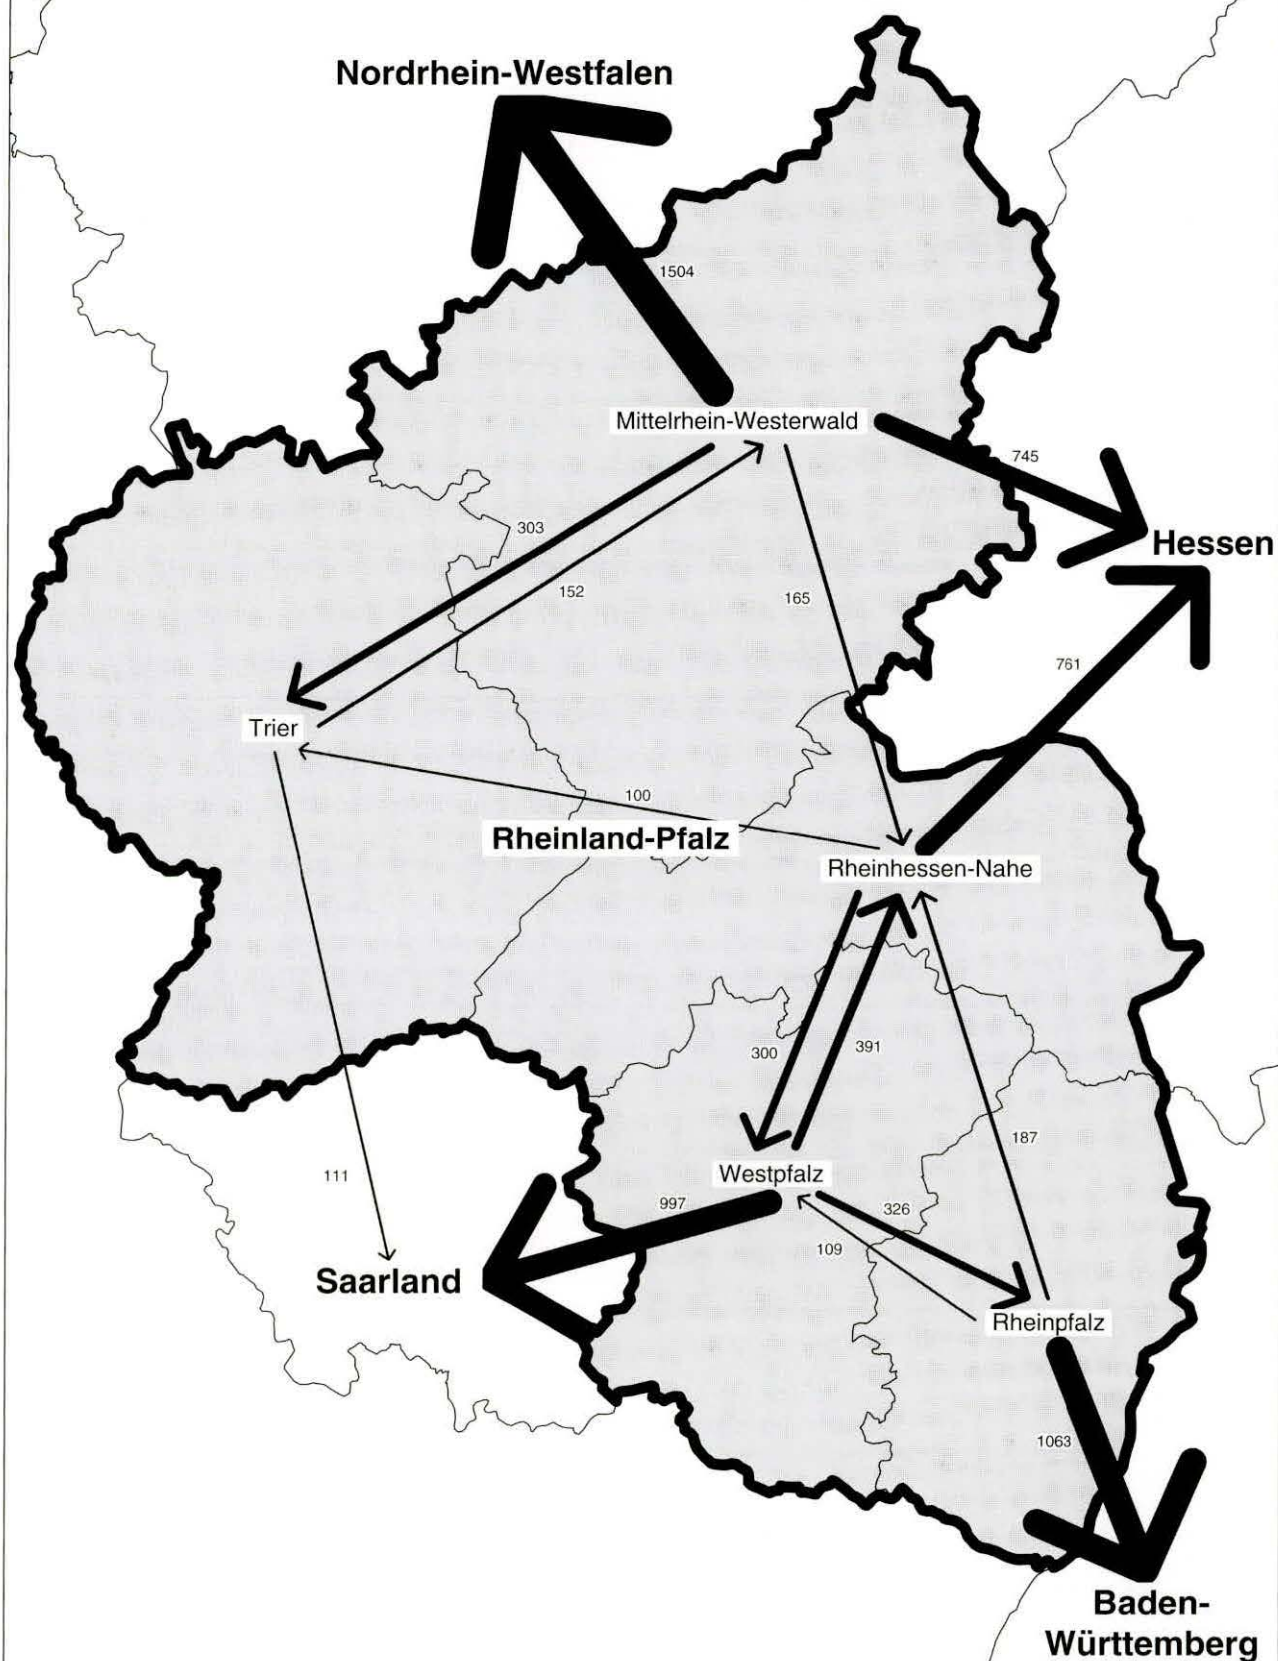 Nordrhein-Westfalen
1504
Mittelrhein-Westerwald
745
303
Hessen
152
165
761
Trier
100
Rheinland-Pfalz
Rheinhessen-Nahe
300
391
187
111
Westpfalz
997
326
109
Saarland
Rheinpfalz
1063
Baden-
Württemberg